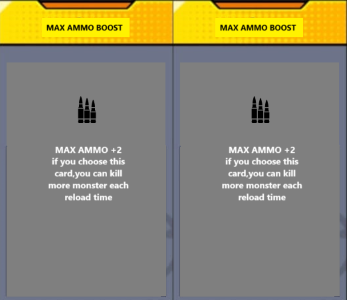 MAX AMMO BOOST
MAX AMMO +2
if you choose this
card,you can kill
more monster each
reload time
MAX AMMO BOOST
MAX AMMO +2
if you choose this
card,you can kill
more monster each
reload time